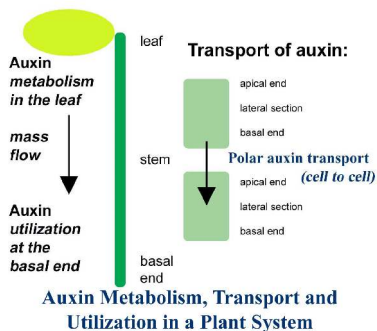 leaf
Auxin
metabolism
in the leaf
mass
flow
stem
Auxin
utilization
at the
basal end
basal
end
Transport of auxin:
apical end
lateral section
basal end
Polar auxin transport
(cell to cell)
apical end
lateral section
basal end
Auxin Metabolism, Transport and
Utilization in a Plant System